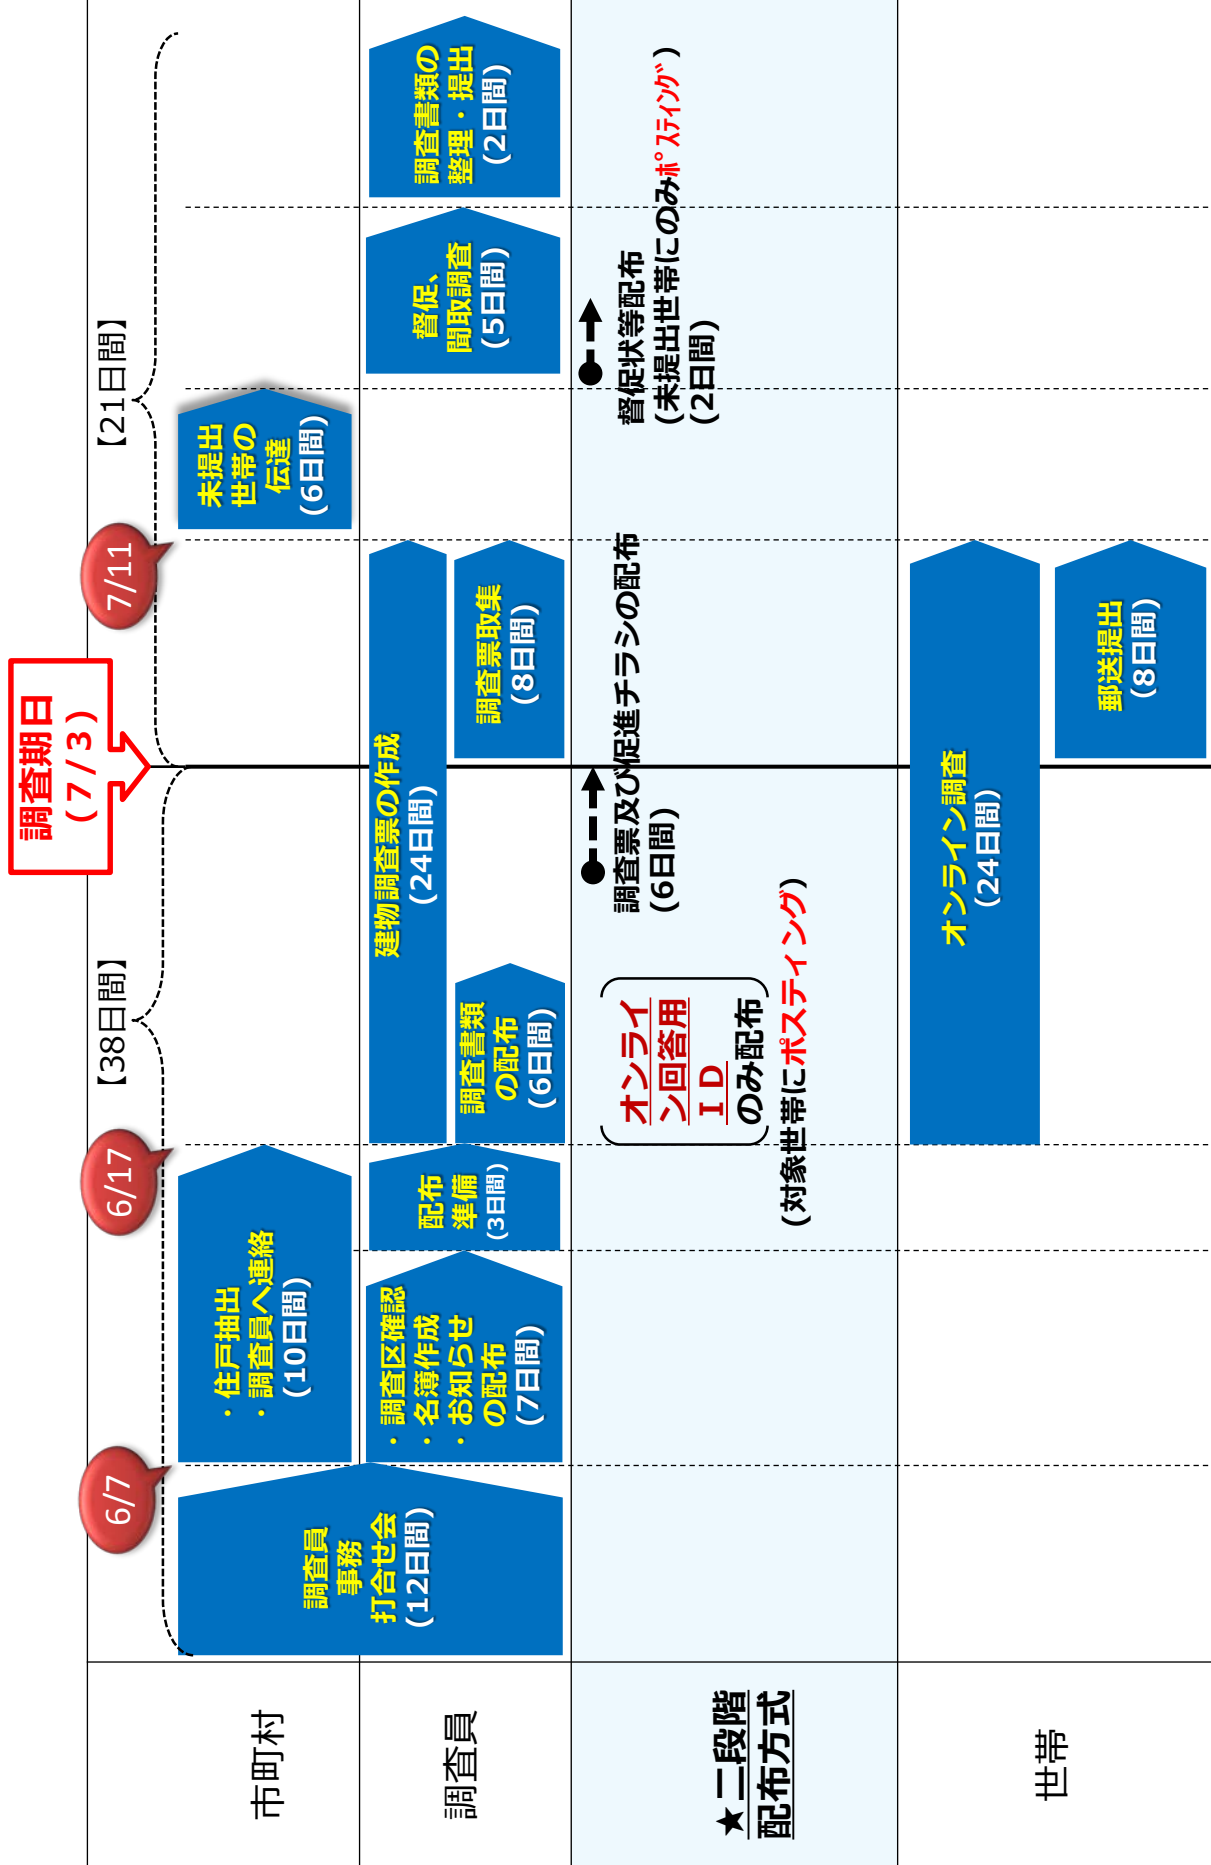 調査期日
(７/３)
【38日間】
【21日間】
6/7
6/17
7/11
市町村
調査員
事務
打合せ会
(12日間)
・住戸抽出
・調査員へ連絡
(10日間)
未提出
世帯の
伝達
(6日間)
調査員
・調査区確認
・名簿作成
・お知らせ
の配布
(7日間)
配布
準備
(3日間)
建物調査票の作成
(24日間)
調査書類
の配布
(6日間)
調査票取集
(8日間)
督促、
聞取調査
(5日間)
調査書類の
整理・提出
(2日間)
★二段階
配布方式
オンライ
ン回答用
ＩＤ
のみ配布
(対象世帯にポスティング)
調査票及び促進チラシの配布
(6日間)
督促状等配布
(未提出世帯にのみﾎﾟｽﾃｨﾝｸﾞ)
(2日間)
世帯
オンライン調査
(24日間)
郵送提出
(8日間)